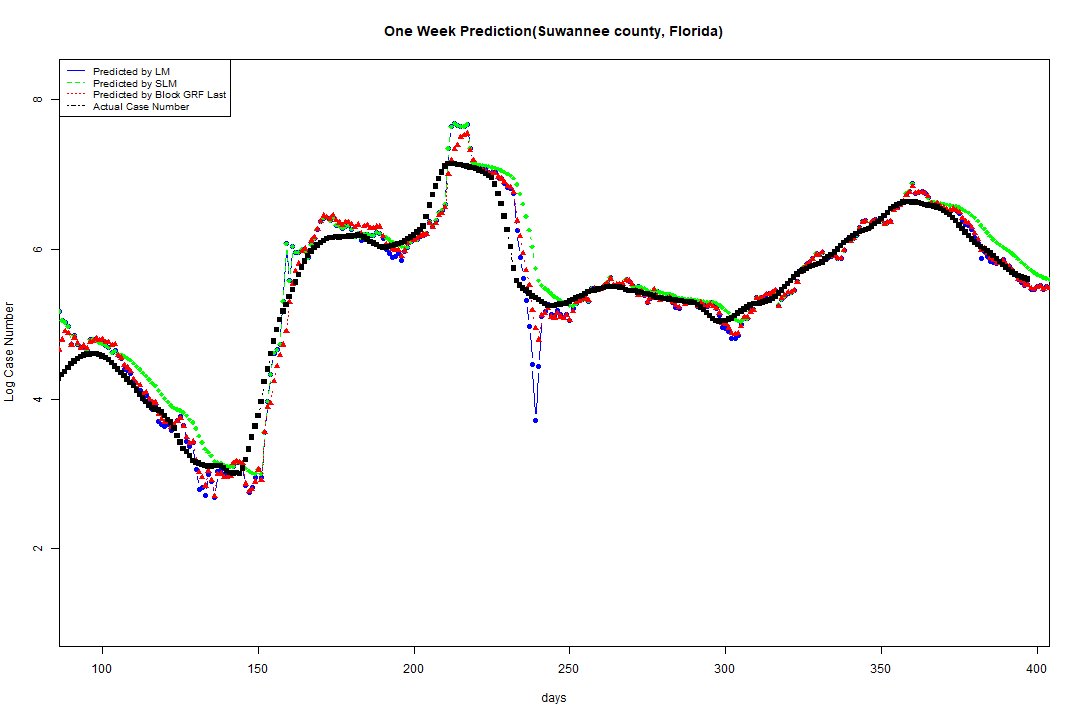 One Week Prediction(Suwannee county, Florida)
Predicted by LM
Predicted by SLM
Predicted by Block GRF Last
Actual Case Number
8
6
4
2
Log Case Number
100 150 200 250 300 350 400
days